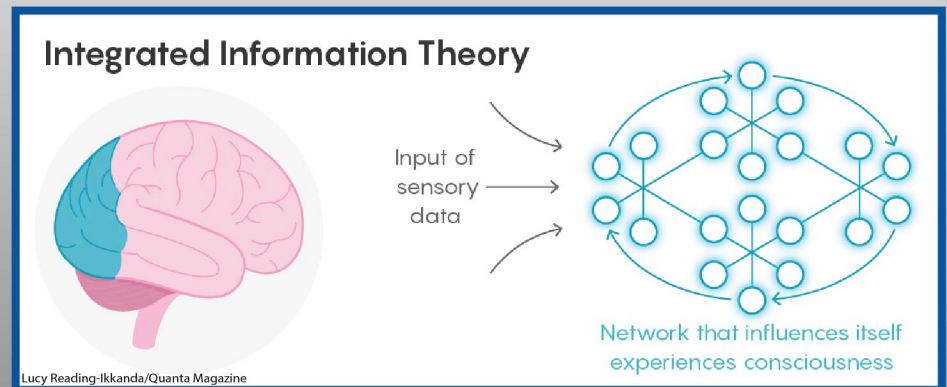 Integrated Information Theory
Input of
sensory
data
Network that influences itself
experiences consciousness
Lucy Reading-Ikkanda/Quanta Magazine